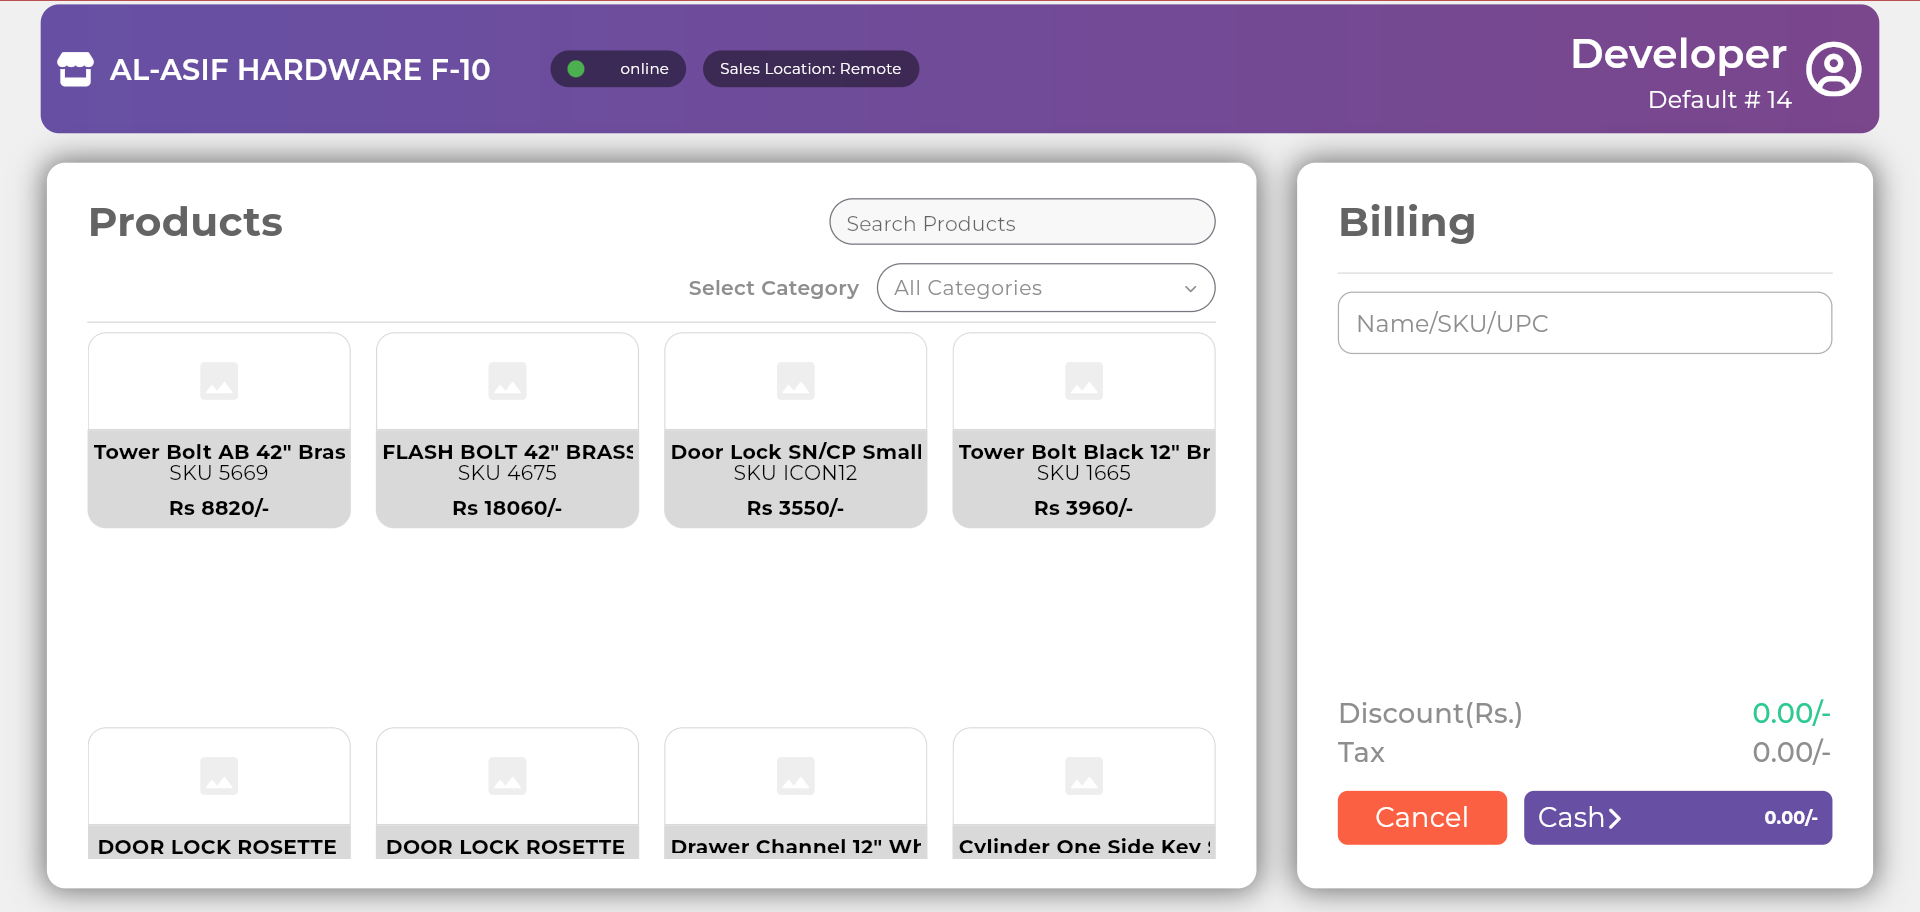 AL-ASIF HARDWARE F-10
online
Sales Location: Remote
Developer
Default # 14
Products
Search Products
Select Category
All Categories
Tower Bolt AB 42" Bras
SKU 5669
Rs 8820/-
FLASH BOLT 42" BRASS
SKU 4675
Rs 18060/-
Door Lock SN/CP Small
SKU ICON12
Rs 3550/-
Tower Bolt Black 12" Br
SKU 1665
Rs 3960/-
DOOR LOCK ROSETTE
DOOR LOCK ROSETTE
Drawer Channel 12" Wh
Cylinder One Side Key
Billing
Name/SKU/UPC
Discount(Rs.)
0.00/-
Tax
0.00/-
Cancel
Cash
0.00/-